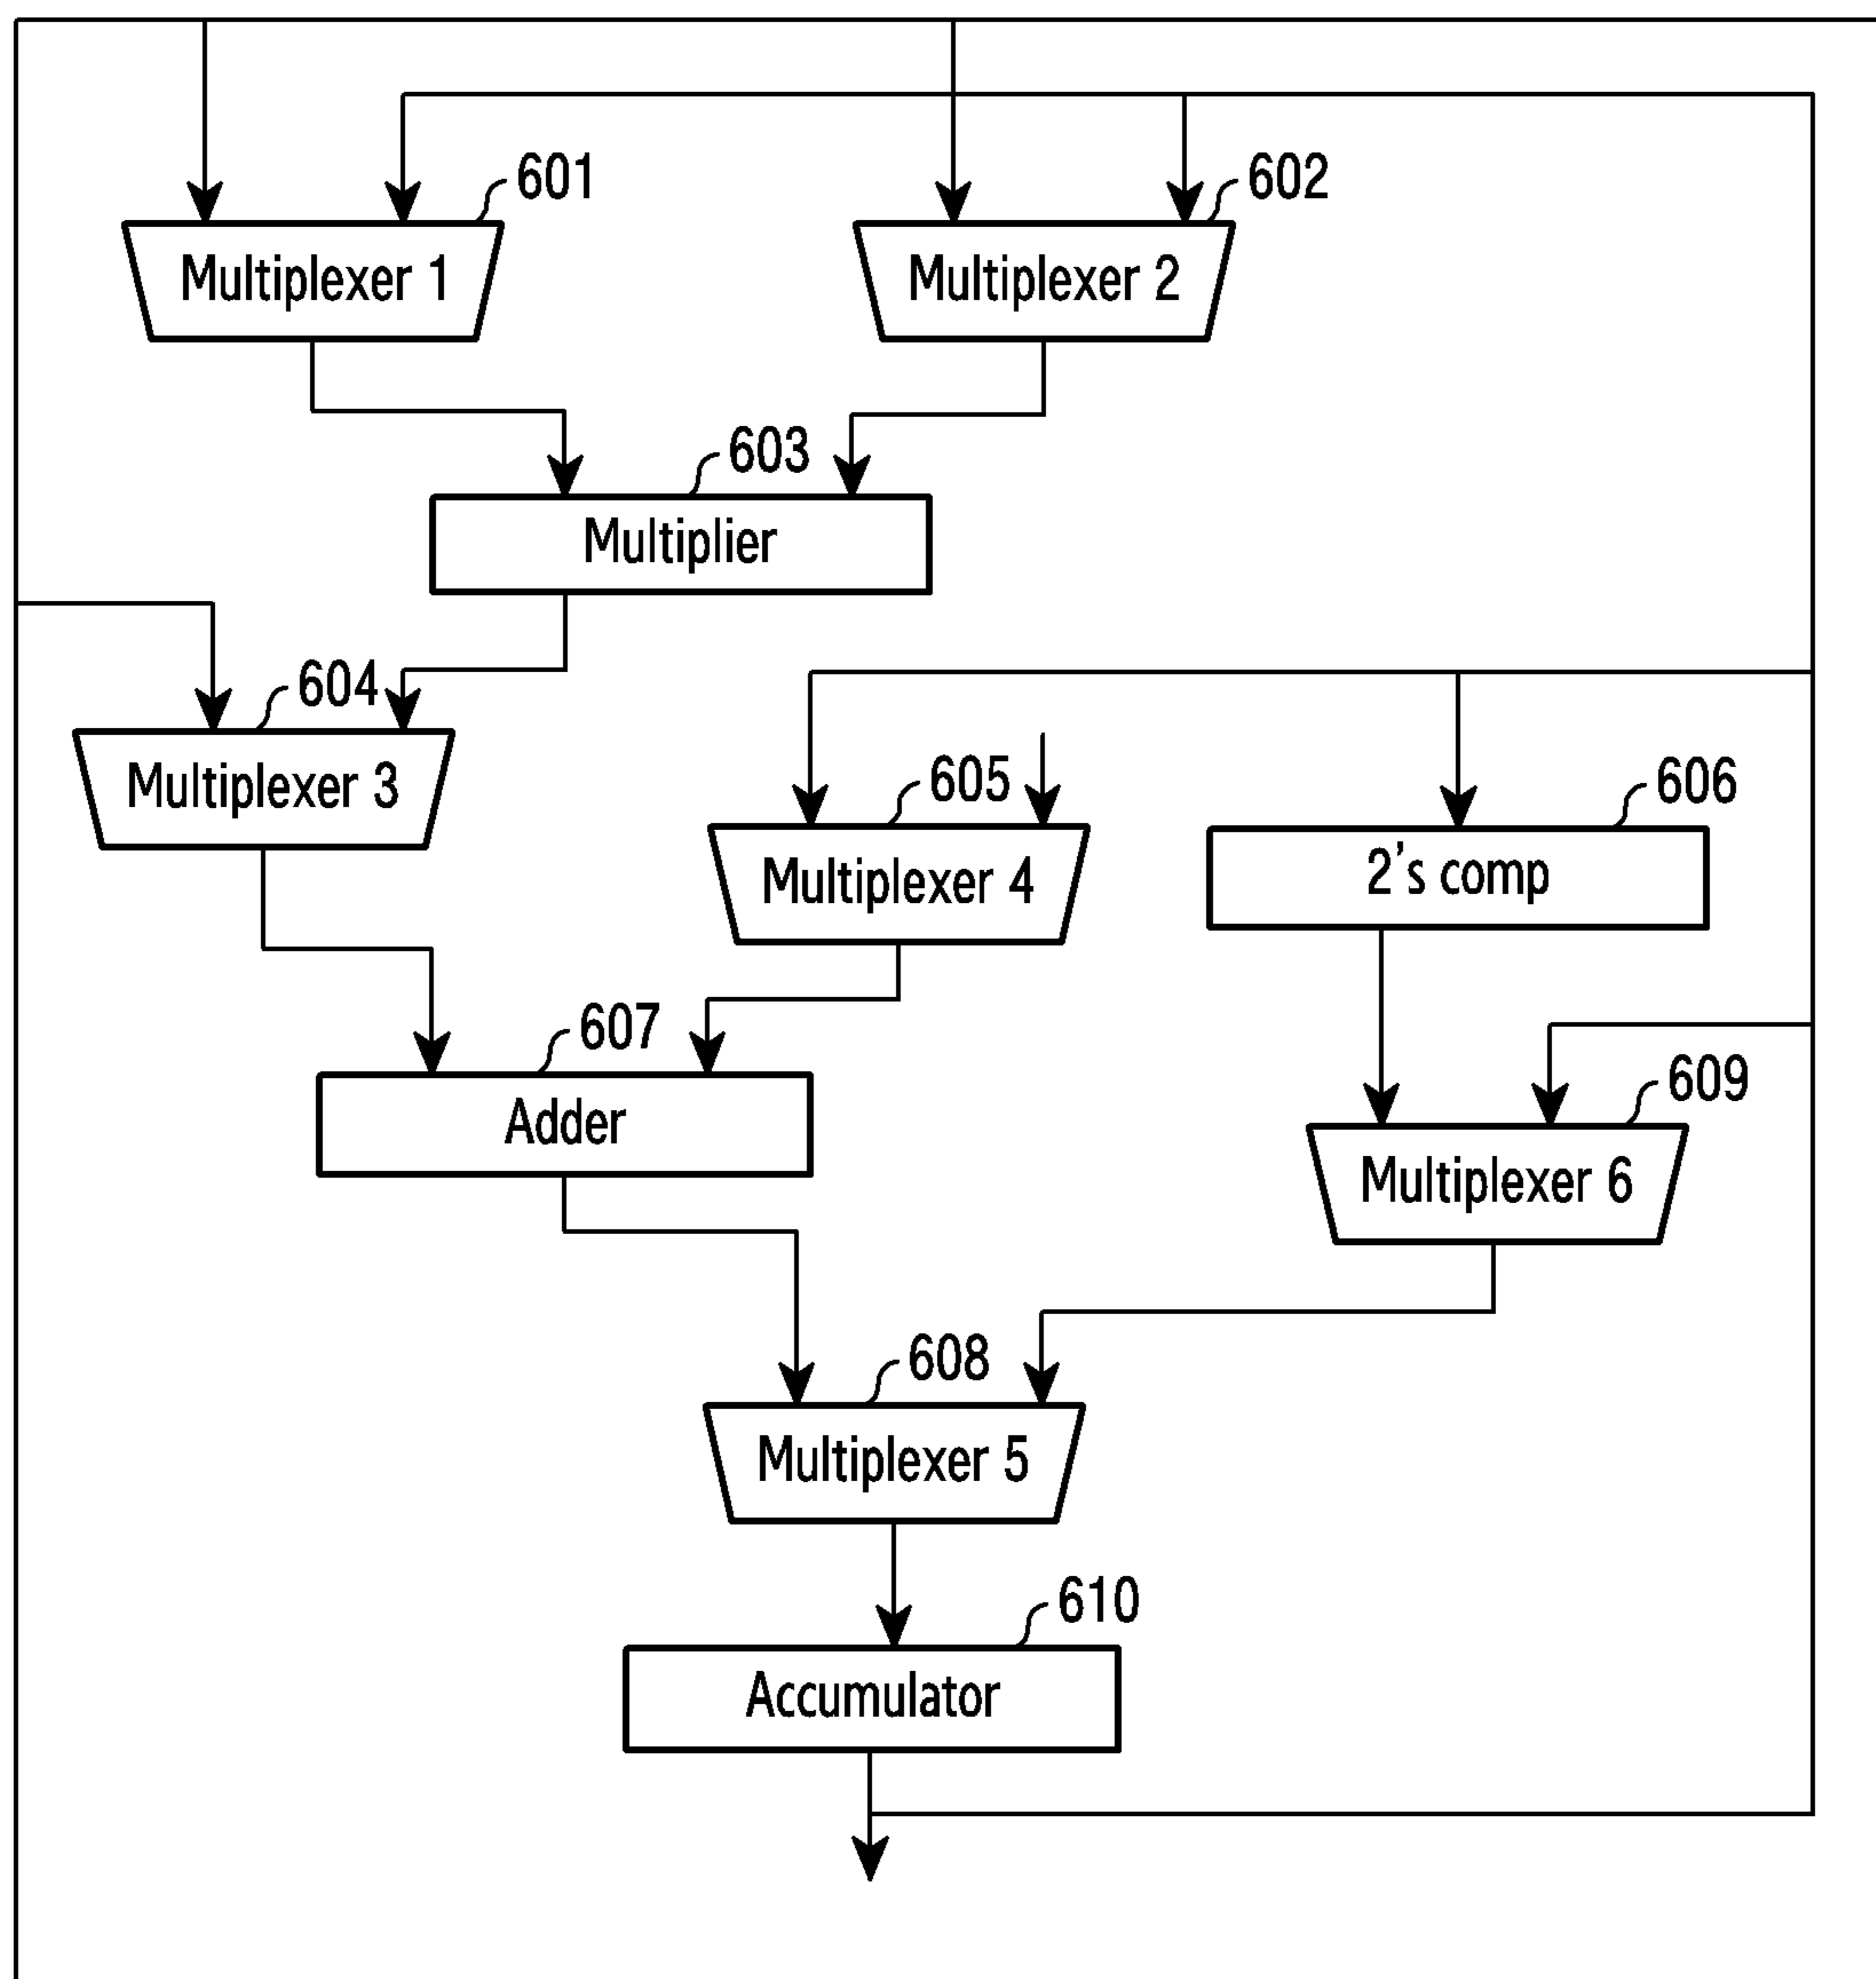 601
602
Multiplexer 1
Multiplexer 2
603
Multiplier
604
605
606
Multiplexer 3
Multiplexer 4
2's comp
607
609
Adder
Multiplexer 6
608
Multiplexer 5
610
Accumulator